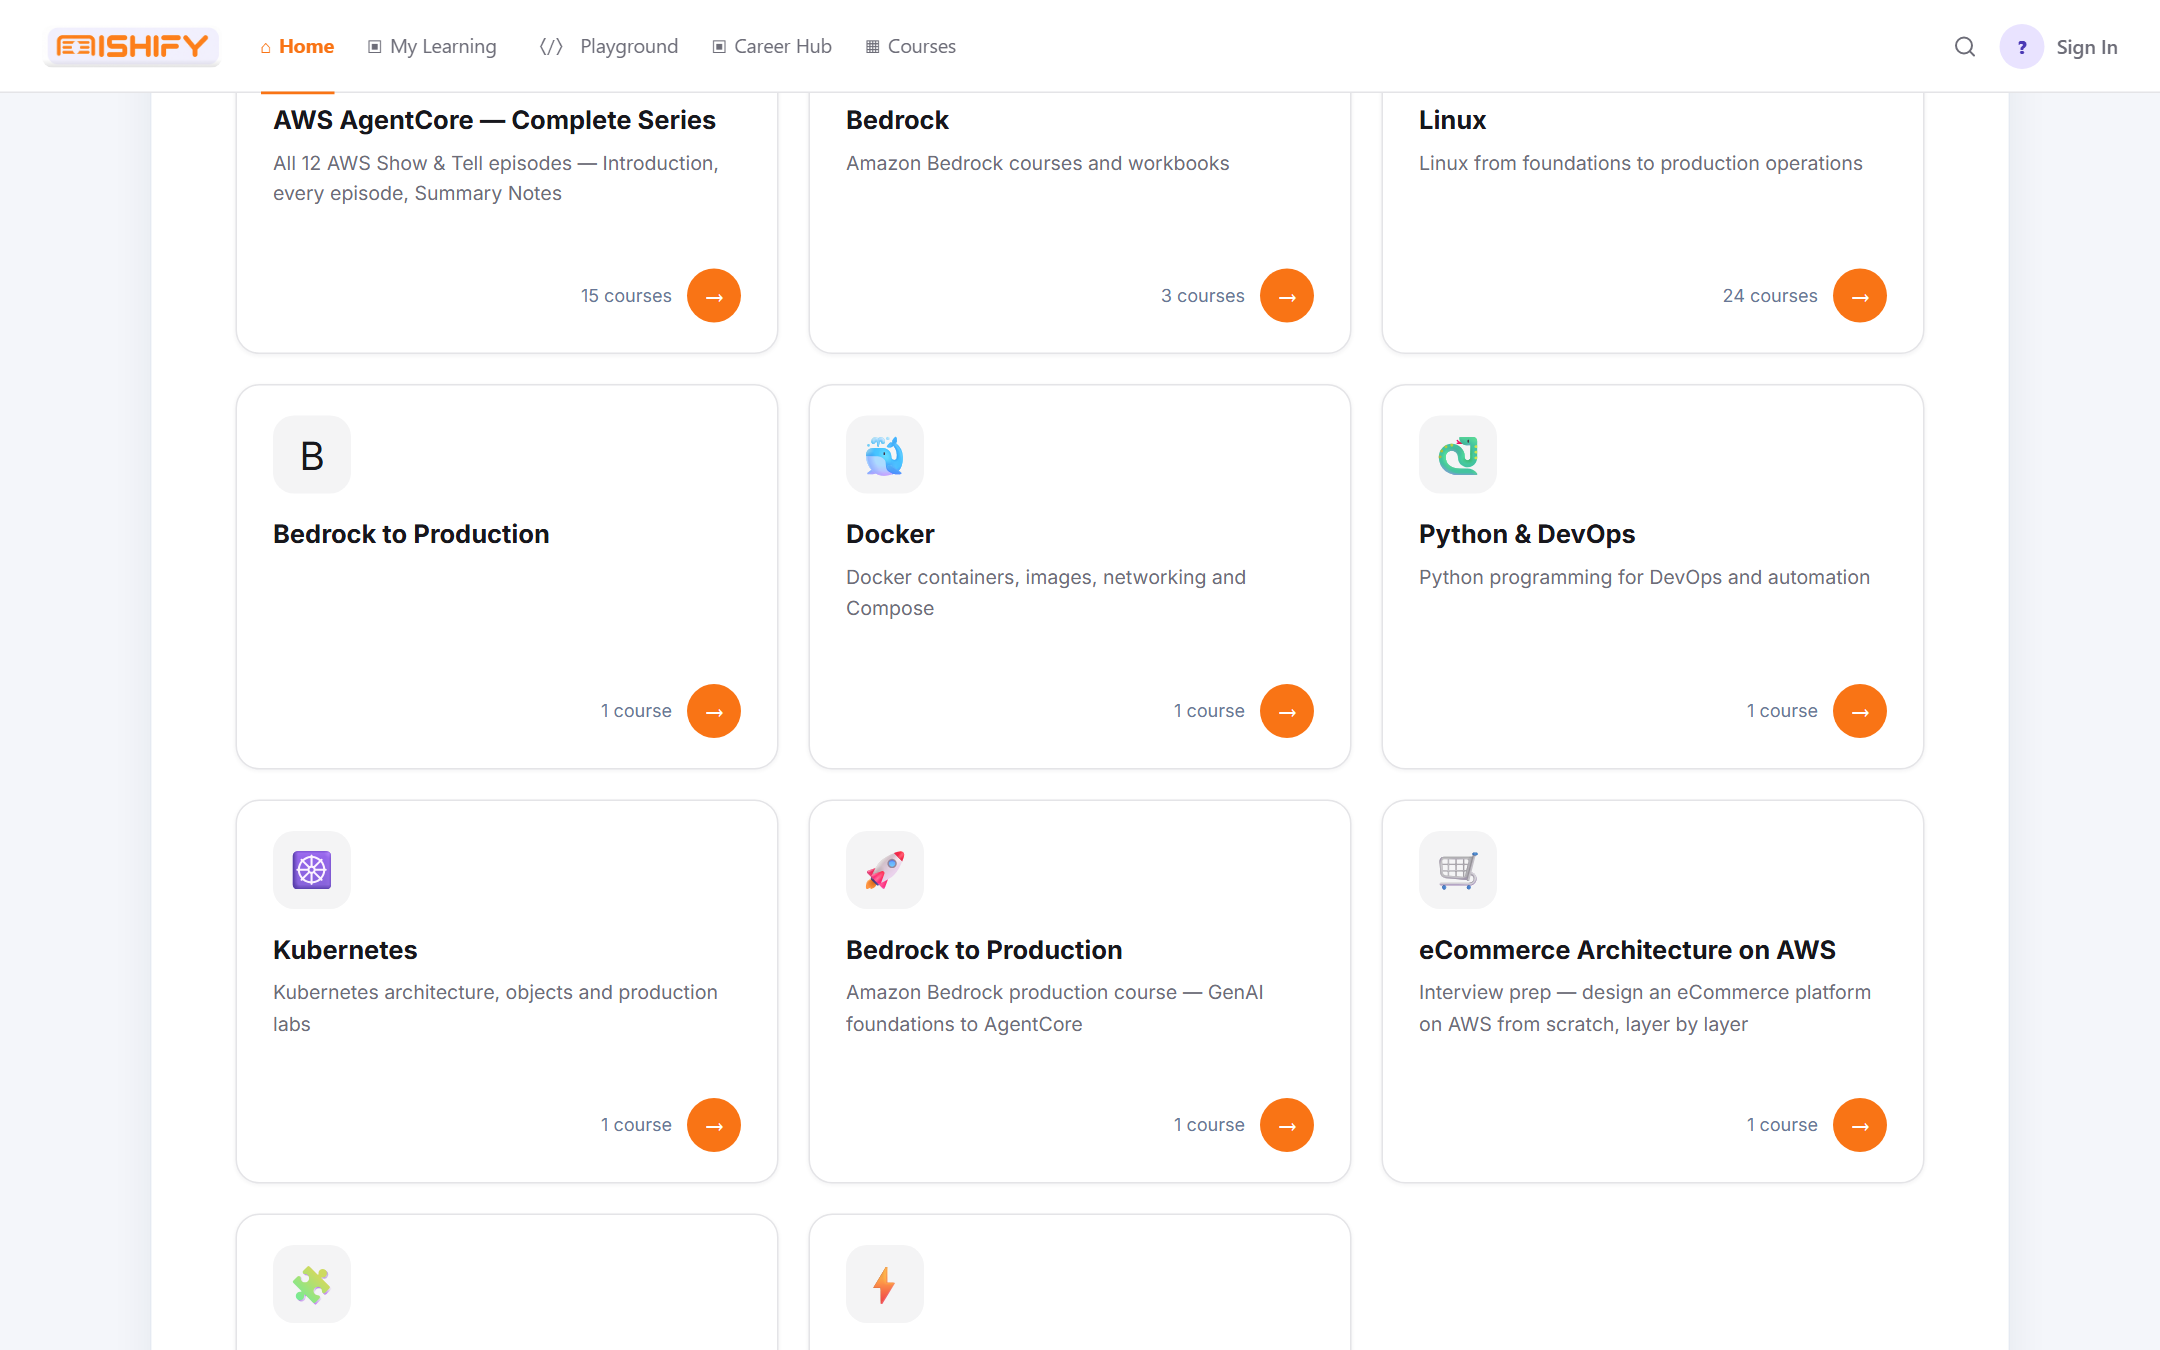 MISHIFY
Home
My Learning
Playground
Career Hub
Courses
?
Sign In
AWS AgentCore — Complete Series
All 12 AWS Show & Tell episodes — Introduction,
every episode, Summary Notes
15 courses →
Bedrock
Amazon Bedrock courses and workbooks
3 courses →
Linux
Linux from foundations to production operations
24 courses →
B
Bedrock to Production
1 course →
Docker
Docker containers, images, networking and
Compose
1 course →
Python & DevOps
Python programming for DevOps and automation
1 course →
Kubernetes
Kubernetes architecture, objects and production
labs
1 course →
Bedrock to Production
Amazon Bedrock production course — GenAI
foundations to AgentCore
1 course →
eCommerce Architecture on AWS
Interview prep — design an eCommerce platform
on AWS from scratch, layer by layer
1 course →